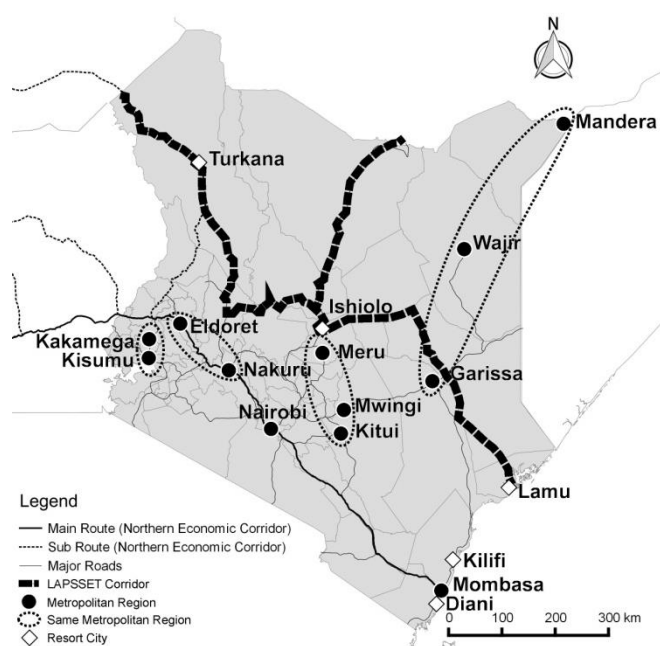 N
Mandera
Turkana
Wajir
Ishiolo
Eldoret
Kakamega
Meru
Kisumu
Nakuru
Garissa
Mwingi
Nairobi
Kitui
Lamu
Legend
Main Route (Northern Economic Corridor)
Sub Route (Northern Economic Corridor)
Major Roads
LAPSSET Corridor
Metropolitan Region
Same Metropolitan Region
Resort City
Kilifi
Mombasa
Diani
0 100 200 300 km